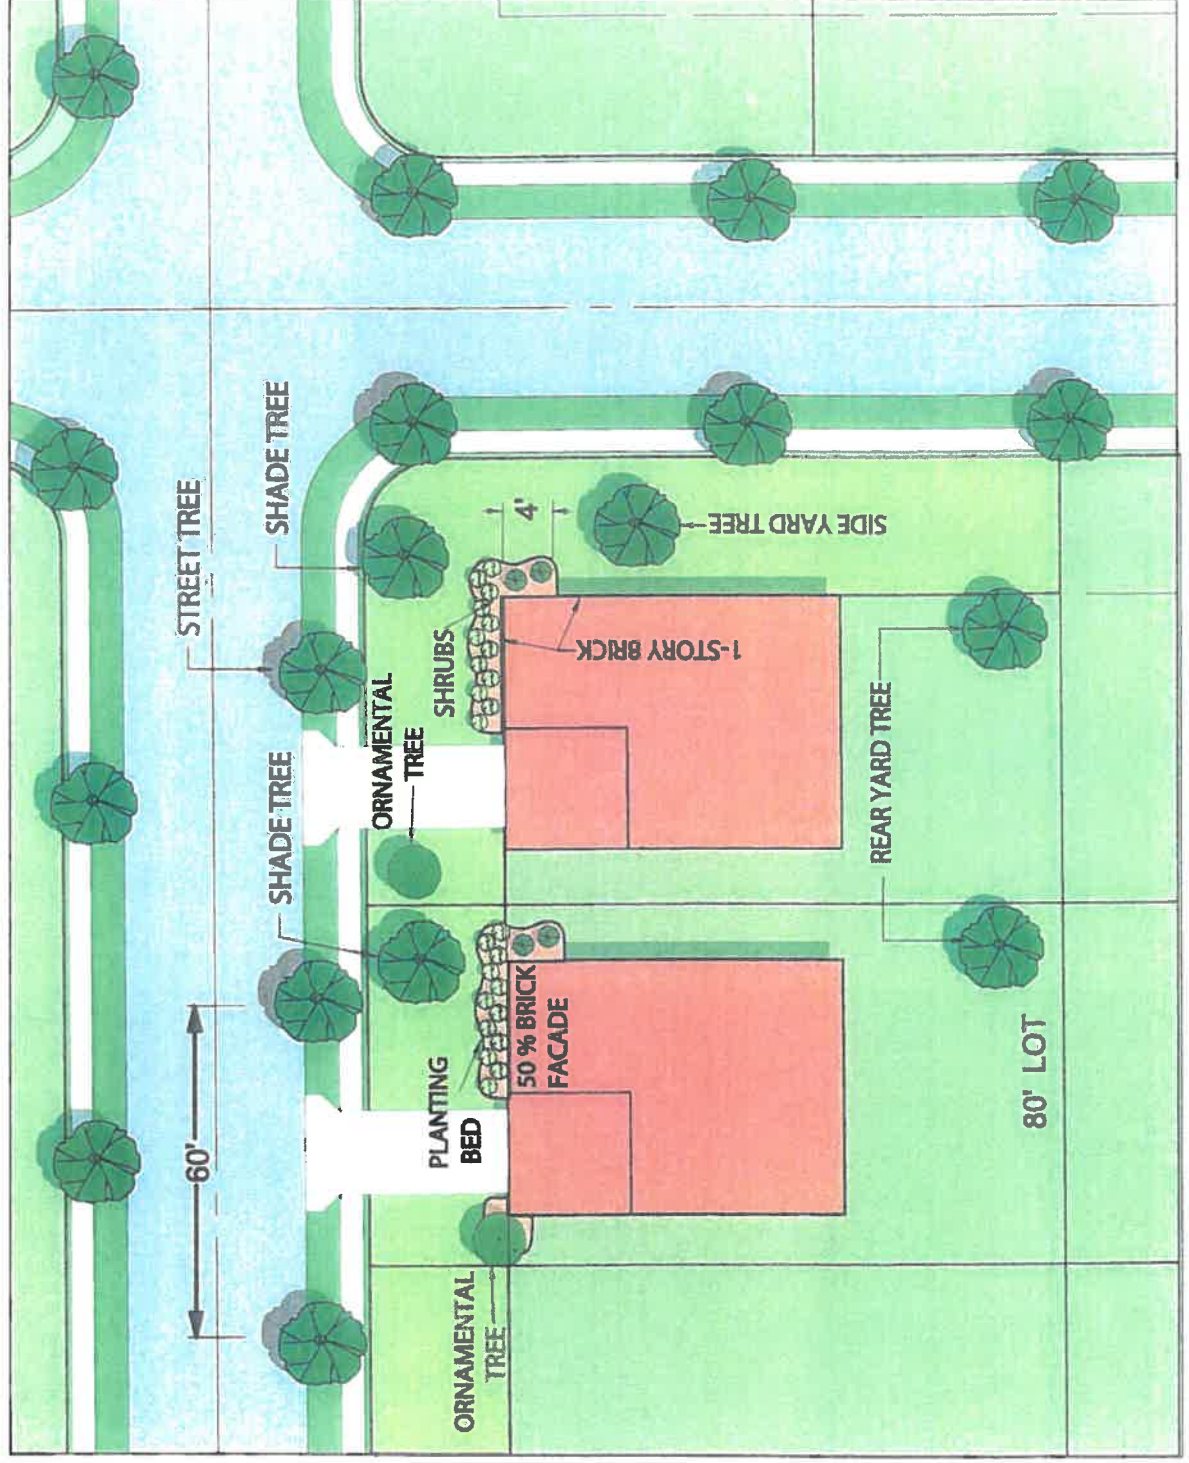 STREET TREE
SHADE TREE
SHADE TREE
60'
ORNAMENTAL
TREE
SHRUBS
4'
SIDE YARD TREE
1-STORY BRICK
PLANTING
BED
50 % BRICK
FACADE
ORNAMENTAL
TREE
REAR YARD TREE
80' LOT